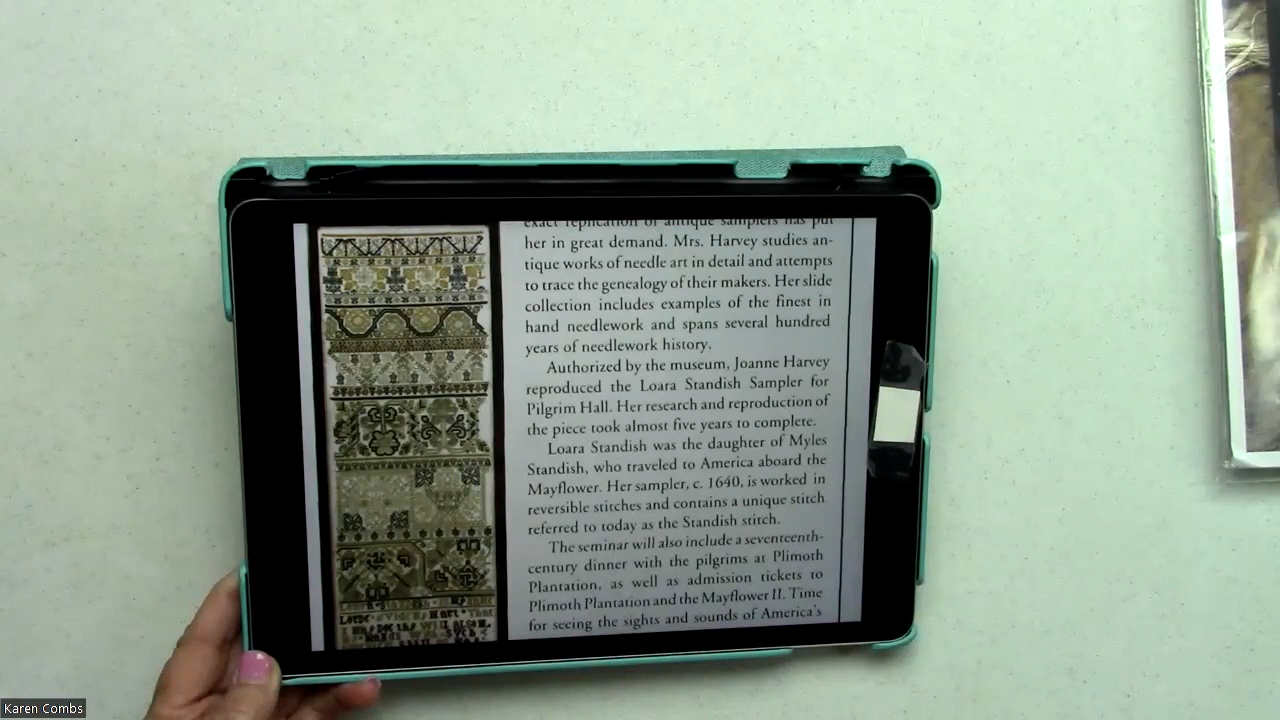 exact replication of antique samplers has put
her in great demand. Mrs. Harvey studies an-
tique works of needle art in detail and attempts
to trace the genealogy of their makers. Her slide
collection includes examples of the finest in
hand needlework and spans several hundred
years of needlework history.
Authorized by the museum, Joanne Harvey
reproduced the Loara Standish Sampler for
Pilgrim Hall. Her research and reproduction of
the piece took almost five years to complete.
Loara Standish was the daughter of Myles
Standish, who traveled to America aboard the
Mayflower. Her sampler, c. 1640, is worked in
reversible stitches and contains a unique stitch
referred to today as the Standish stitch.
The seminar will also include a seventeenth-
century dinner with the pilgrims at Plimoth
Plantation, as well as admission tickets to
Plimoth Plantation and the Mayflower II. Time
for seeing the sights and sounds of America's
Karen Combs